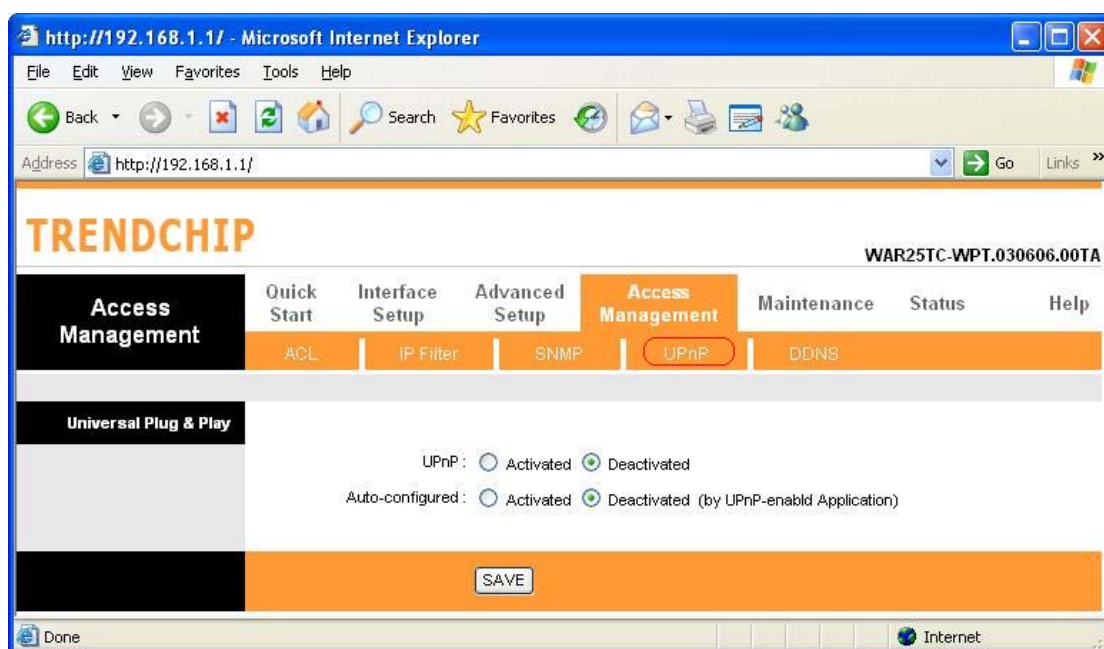 http://192.168.1.1/ - Microsoft Internet Explorer
File Edit View Favorites Tools Help
Back Search Favorites
Address http://192.168.1.1/ Go Links »
TRENDCHIP
WAR25TC-WPT.030606.00TA
Access Management
Quick Start
Interface Setup
Advanced Setup
Access Management
Maintenance
Status
Help
ACL IP Filter SNMP UPnP DDNS
Universal Plug & Play
UPnP : Activated Deactivated
Auto-configured : Activated Deactivated (by UPnP-enabld Application)
SAVE
Done Internet